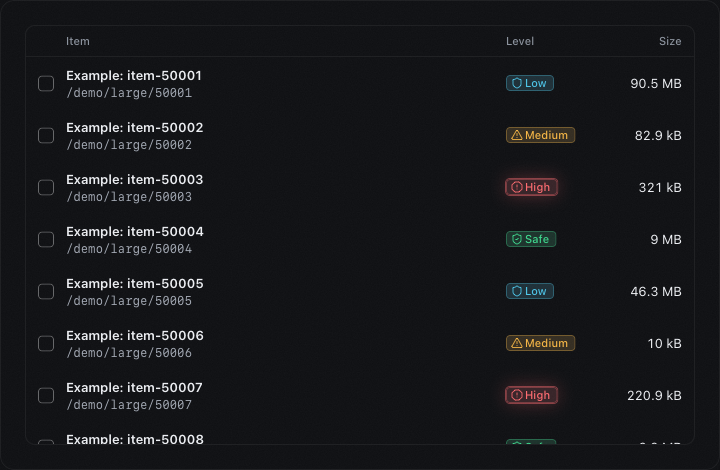 Item Level Size
Example: item-50001
/demo/large/50001
Low 90.5 MB
Example: item-50002
/demo/large/50002
Medium 82.9 kB
Example: item-50003
/demo/large/50003
High 321 kB
Example: item-50004
/demo/large/50004
Safe 9 MB
Example: item-50005
/demo/large/50005
Low 46.3 MB
Example: item-50006
/demo/large/50006
Medium 10 kB
Example: item-50007
/demo/large/50007
High 220.9 kB
Example: item-50008